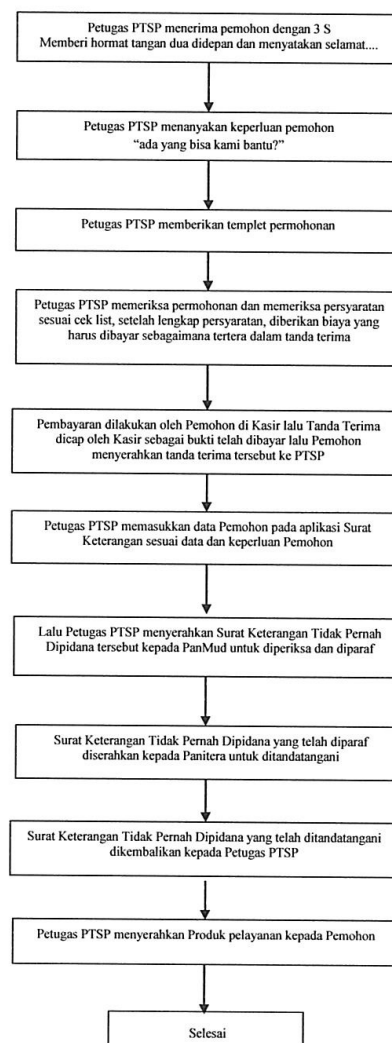 Petugas PTSP menerima pemohon dengan 3 S
Memberi hormat tangan dua didepan dan menyatakan selamat....
Petugas PTSP menanyakan keperluan pemohon
“ada yang bisa kami bantu?”
Petugas PTSP memberikan templet permohonan
Petugas PTSP memeriksa permohonan dan memeriksa persyaratan
sesuai cek list, setelah lengkap persyaratan, diberikan biaya yang
harus dibayar sebagaimana tertera dalam tanda terima
Pembayaran dilakukan oleh Pemohon di Kasir lalu Tanda Terima
dicap oleh Kasir sebagai bukti telah dibayar lalu Pemohon
menyerahkan tanda terima tersebut ke PTSP
Petugas PTSP memasukkan data Pemohon pada aplikasi Surat
Keterangan sesuai data dan keperluan Pemohon
Lalu Petugas PTSP menyerahkan Surat Keterangan Tidak Pernah
Dipidana tersebut kepada PanMud untuk diperiksa dan diparaf
Surat Keterangan Tidak Pernah Dipidana yang telah diparaf
diserahkan kepada Panitera untuk ditandatangani
Surat Keterangan Tidak Pernah Dipidana yang telah ditandatangani
dikembalikan kepada Petugas PTSP
Petugas PTSP menyerahkan Produk pelayanan kepada Pemohon
Selesai